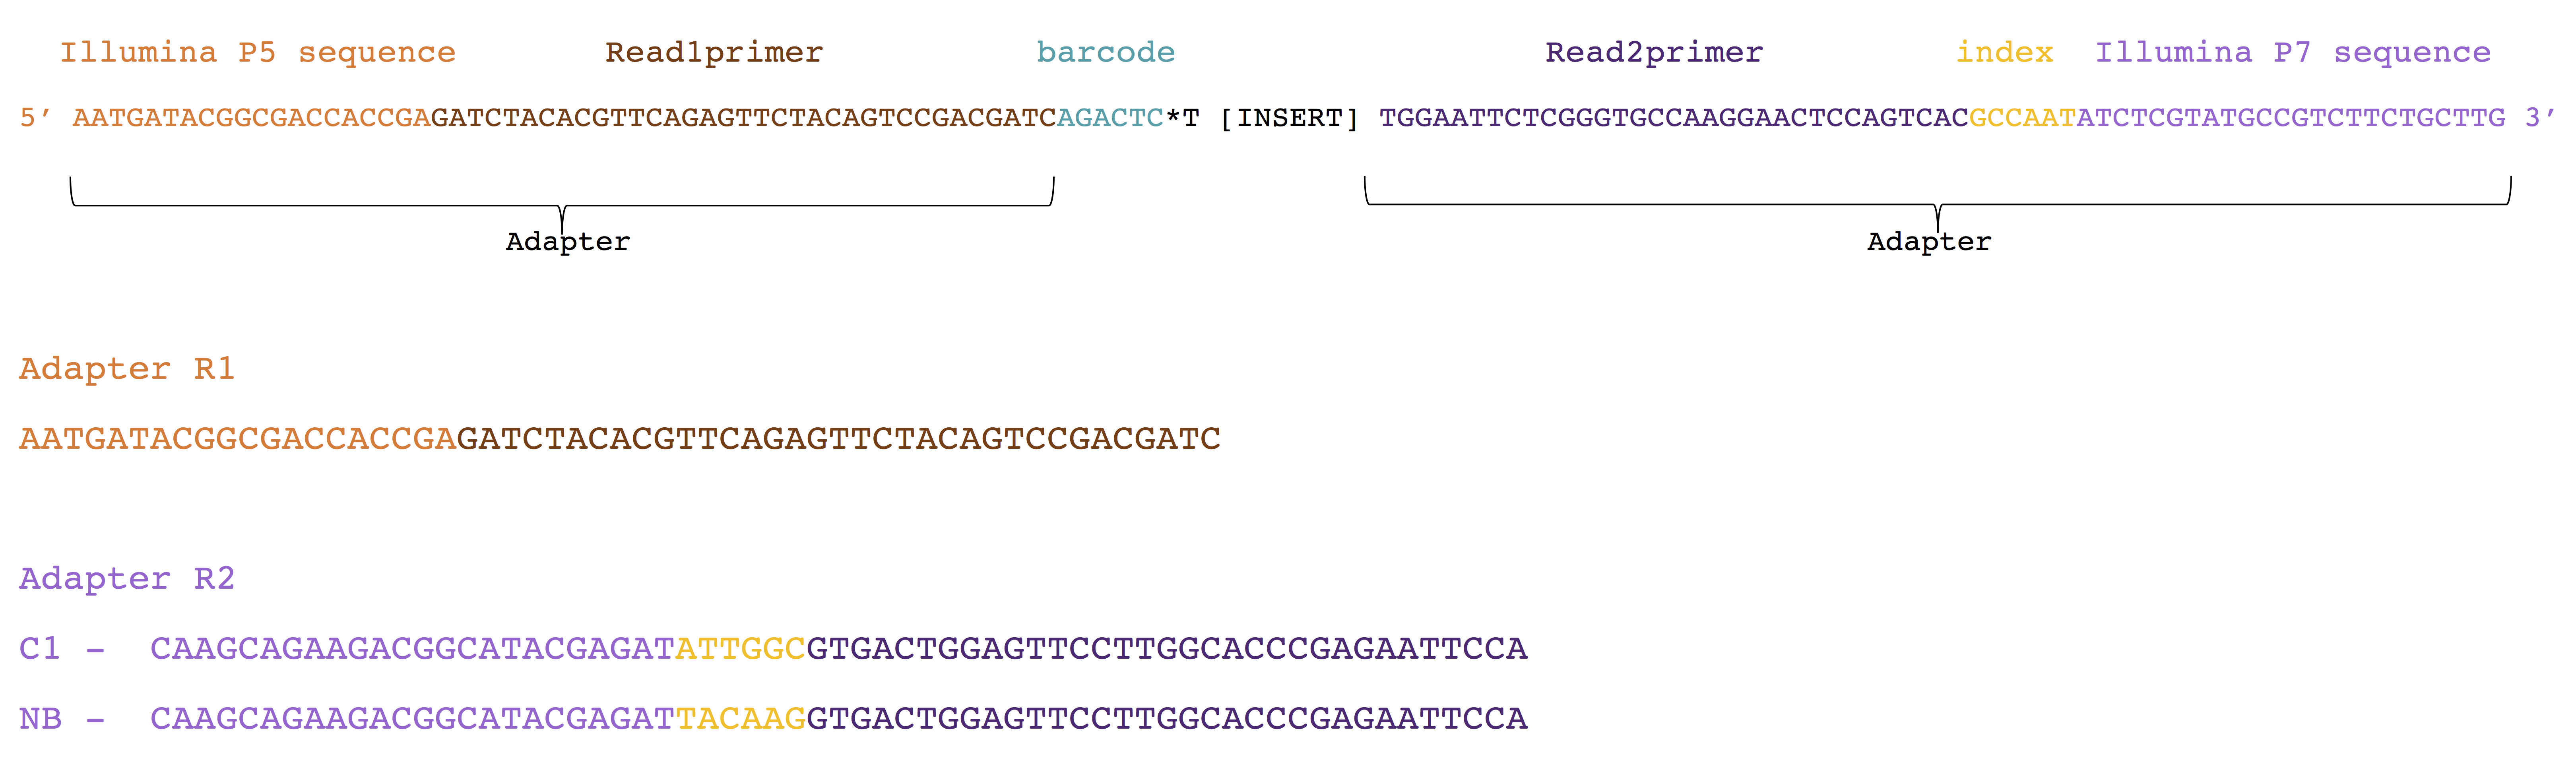 Illumina P5 sequence Read1primer barcode Read2primer index Illumina P7 sequence
5’ AATGATACGGCGACCACCGAGATCTACACGTTCAGAGTTCTACAGTCCGACGATCAGACTC*T [INSERT] TGGAATTCTCGGGTGCCAAGGAACTCCAGTCACGCCAATATCTCGTATGCCGTCTTCTGCTTG 3’
Adapter Adapter
Adapter R1
AATGATACGGCGACCACCGAGATCTACACGTTCAGAGTTCTACAGTCCGACGATC
Adapter R2
C1 – CAAGCAGAAGACGGCATACGAGATATTGGCGTGACTGGAGTTCCTTGGCACCCGAGAATTCCA
NB – CAAGCAGAAGACGGCATACGAGATTACAAGGTGACTGGAGTTCCTTGGCACCCGAGAATTCCA